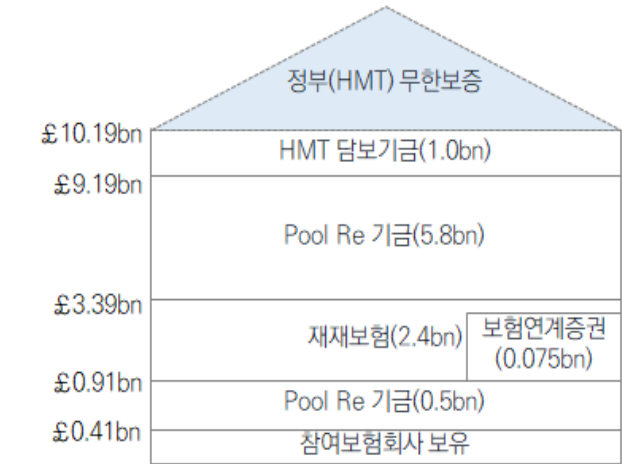 정부(HMT) 무한보증
£10.19bn
HMT 담보기금(1.0bn)
£9.19bn
Pool Re 기금(5.8bn)
£3.39bn
재재보험(2.4bn)
보험연계증권
(0.075bn)
£0.91bn
Pool Re 기금(0.5bn)
£0.41bn
참여보험회사 보유